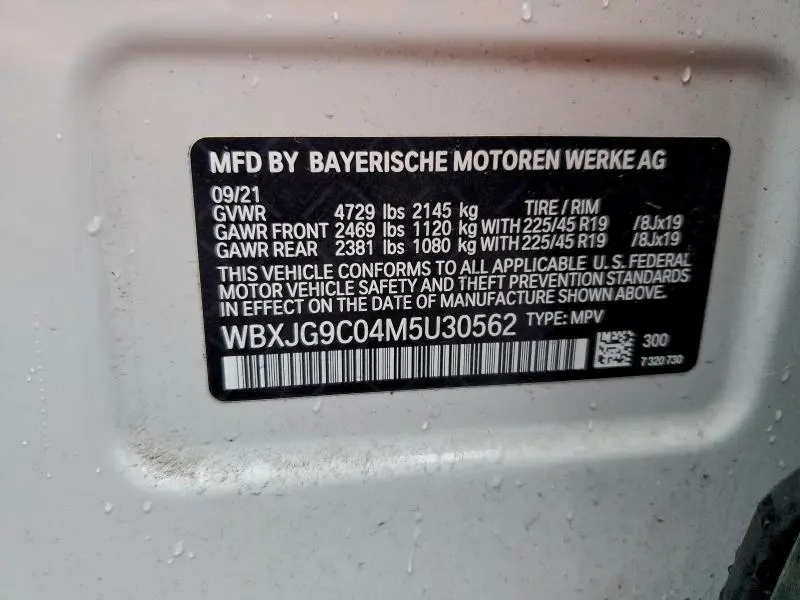 MFD BY BAYERISCHE MOTOREN WERKE AG
09/21
GVWR 4729 lbs 2145 kg TIRE / RIM
GAWR FRONT 2469 lbs 1120 kg WITH 225/45 R19 /8Jx19
GAWR REAR 2381 lbs 1080 kg WITH 225/45 R19 /8Jx19
THIS VEHICLE CONFORMS TO ALL APPLICABLE U.S. FEDERAL
MOTOR VEHICLE SAFETY AND THEFT PREVENTION STANDARDS
IN EFFECT ON THE DATE OF MANUFACTURE SHOWN ABOVE.
WBXJG9C04M5U30562 TYPE: MPV
300
7 320 730